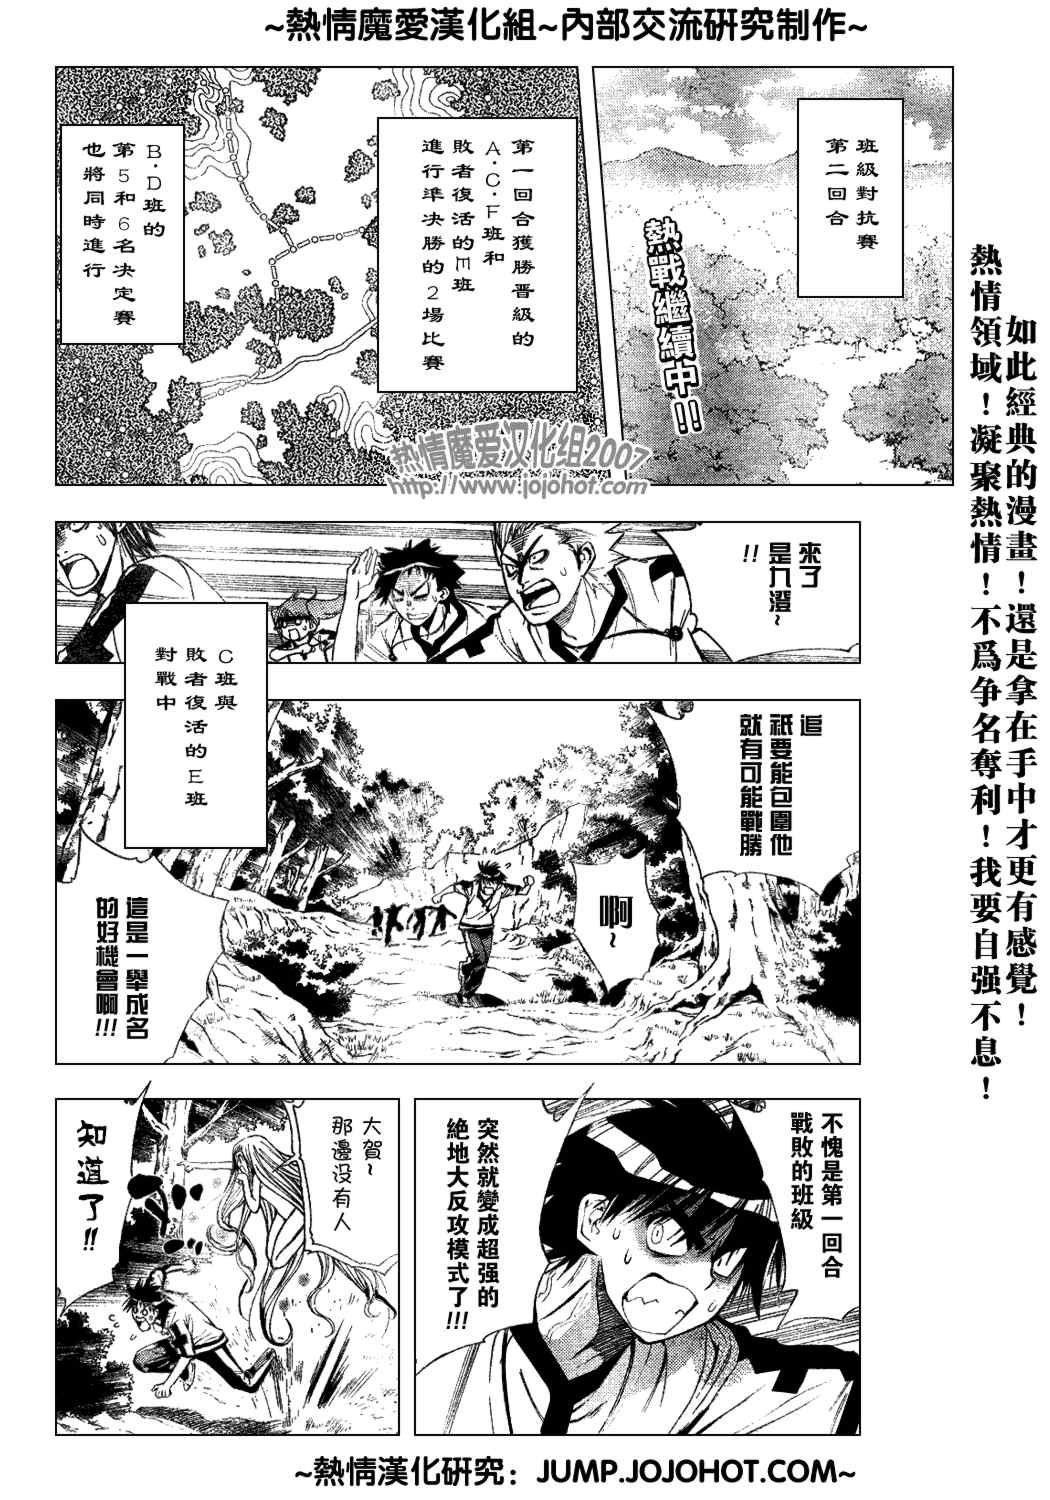 ~熱情魔愛漢化組~內部交流研究制作~
班級對抗賽
第二回合
熱戰繼續中!!
第一回合獲勝晉級的
A·C·F班和
敗者復活的E班
進行準決勝的2場比賽
B·D班的
第5和6名決定賽
也將同時進行
熱情魔爱汉化组2007
http://www.jojohot.com
如此經典的漫畫！還是拿在手中才更有感覺！
熱情領域！凝聚熱情！不爲争名奪利！我要自强不息！
來了
是九澄~
!!
C班與
敗者復活的E班
對戰中
追
祇要能包圍他
就有可能戰勝
啊~
這是一舉成名
的好機會啊!!!
不愧是第一回合
戰敗的班級
突然就變成超强的
絶地大反攻模式了!!!
大賀~
那邊没有人
知道了!!
~熱情漢化研究：JUMP.JOJOHOT.COM~